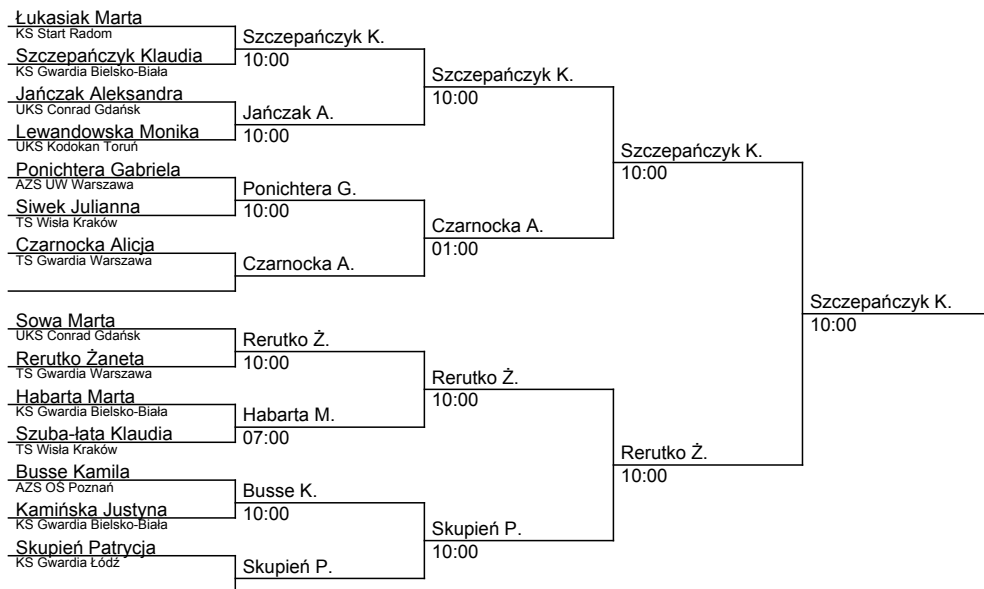 Łukasiak Marta
KS Start Radom
Szczepańczyk Klaudia
KS Gwardia Bielsko-Biała
Jańczak Aleksandra
UKS Conrad Gdańsk
Lewandowska Monika
UKS Kodokan Toruń
Ponichtera Gabriela
AZS UW Warszawa
Siwek Julianna
TS Wisła Kraków
Czarnocka Alicja
TS Gwardia Warszawa
Sowa Marta
UKS Conrad Gdańsk
Rerutko Żaneta
TS Gwardia Warszawa
Habarta Marta
KS Gwardia Bielsko-Biała
Szuba-łata Klaudia
TS Wisła Kraków
Busse Kamila
AZS OŚ Poznań
Kamińska Justyna
KS Gwardia Bielsko-Biała
Skupień Patrycja
KS Gwardia Łódź
Szczepańczyk K.
10:00
Jańczak A.
10:00
Ponichtera G.
10:00
Czarnocka A.
Rerutko Ż.
10:00
Habarta M.
07:00
Busse K.
10:00
Skupień P.
Szczepańczyk K.
10:00
Czarnocka A.
01:00
Rerutko Ż.
10:00
Skupień P.
10:00
Szczepańczyk K.
10:00
Rerutko Ż.
10:00
Szczepańczyk K.
10:00